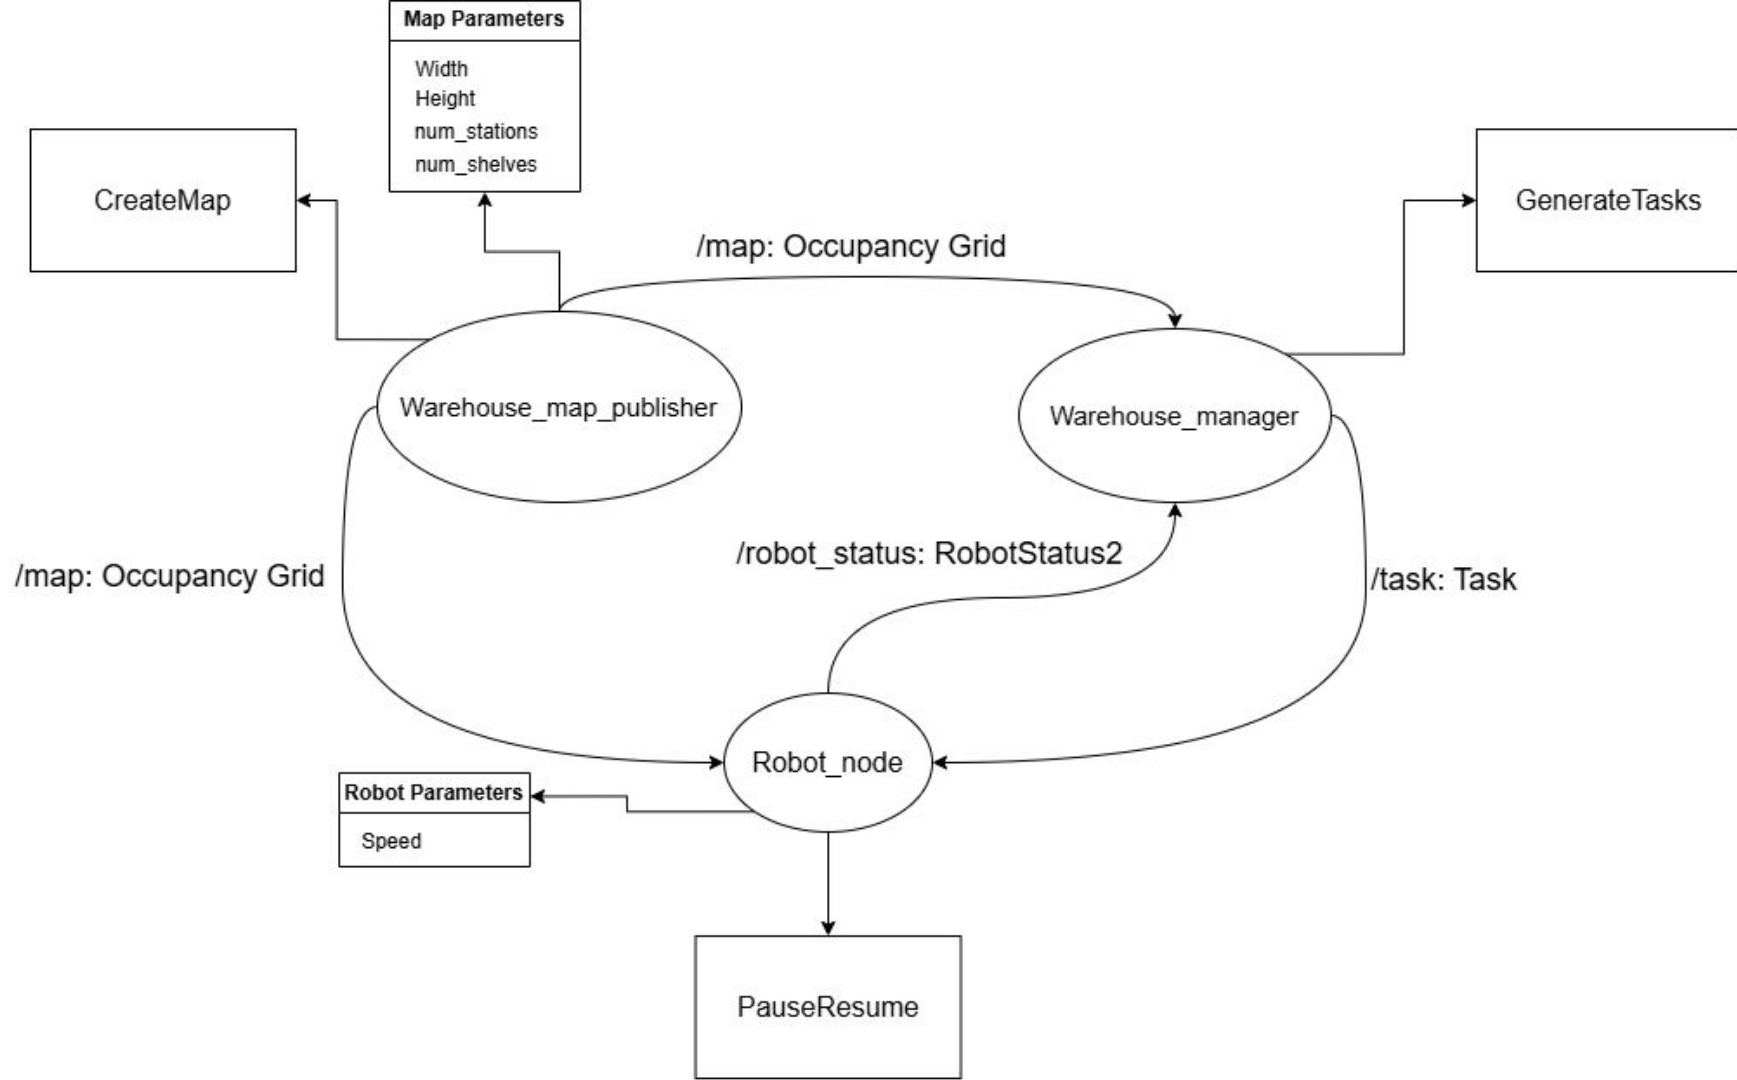 Map Parameters
Width
Height
num_stations
num_shelves
CreateMap
GenerateTasks
/map: Occupancy Grid
Warehouse_map_publisher
Warehouse_manager
/robot_status: RobotStatus2
/map: Occupancy Grid
/task: Task
Robot_node
Robot Parameters
Speed
PauseResume